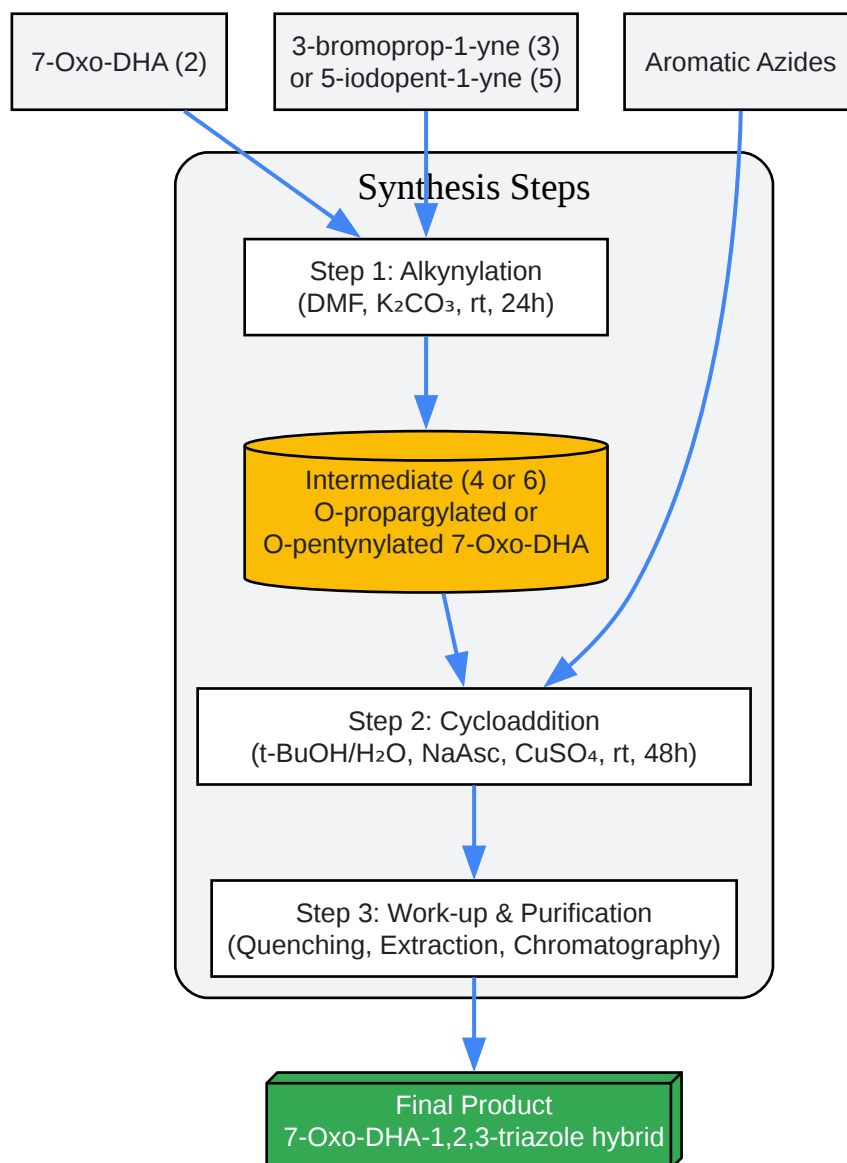 7-Oxo-DHA (2)
3-bromoprop-1-yne (3)
or 5-iodopent-1-yne (5)
Aromatic Azides
Synthesis Steps
Step 1: Alkynylation
(DMF, K₂CO₃, rt, 24h)
Intermediate (4 or 6)
O-propargylated or
O-pentynylated 7-Oxo-DHA
Step 2: Cycloaddition
(t-BuOH/H₂O, NaAsc, CuSO₄, rt, 48h)
Step 3: Work-up & Purification
(Quenching, Extraction, Chromatography)
Final Product
7-Oxo-DHA-1,2,3-triazole hybrid